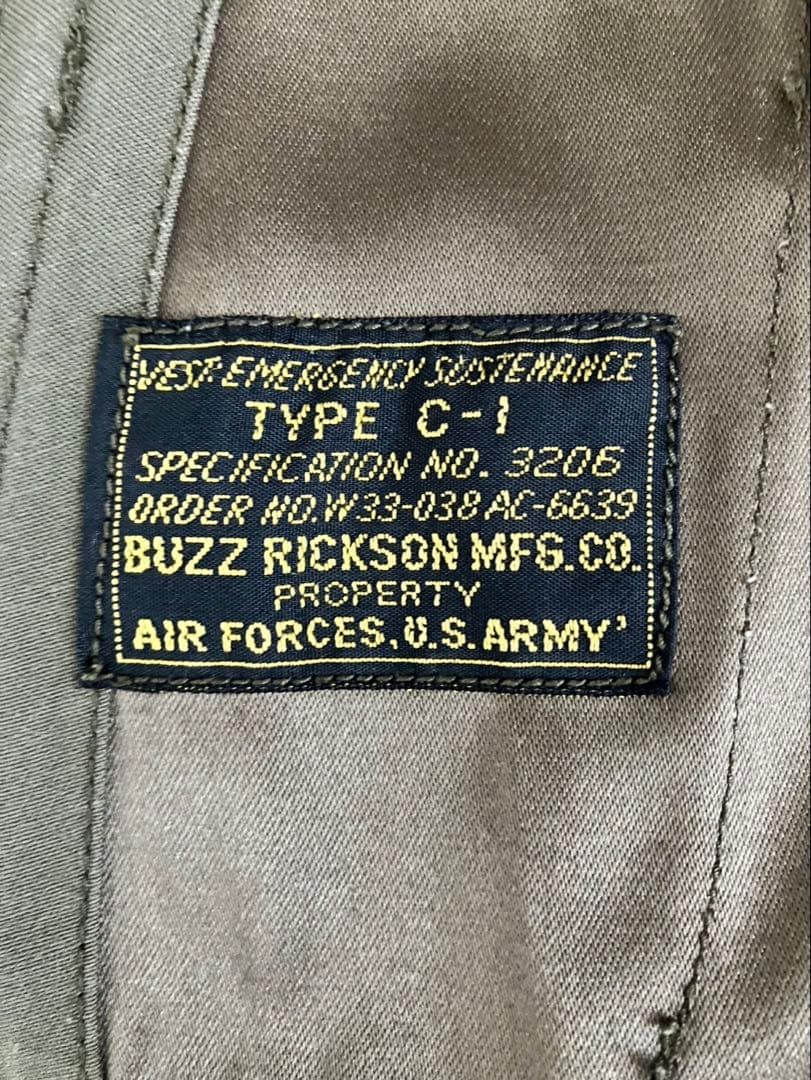 VEST-EMERGENCY SUSTENANCE
TYPE C-1
SPECIFICATION NO. 3206
ORDER NO. W33-038 AC-6639
BUZZ RICKSON MFG. CO.
PROPERTY
AIR FORCES, U.S. ARMY'